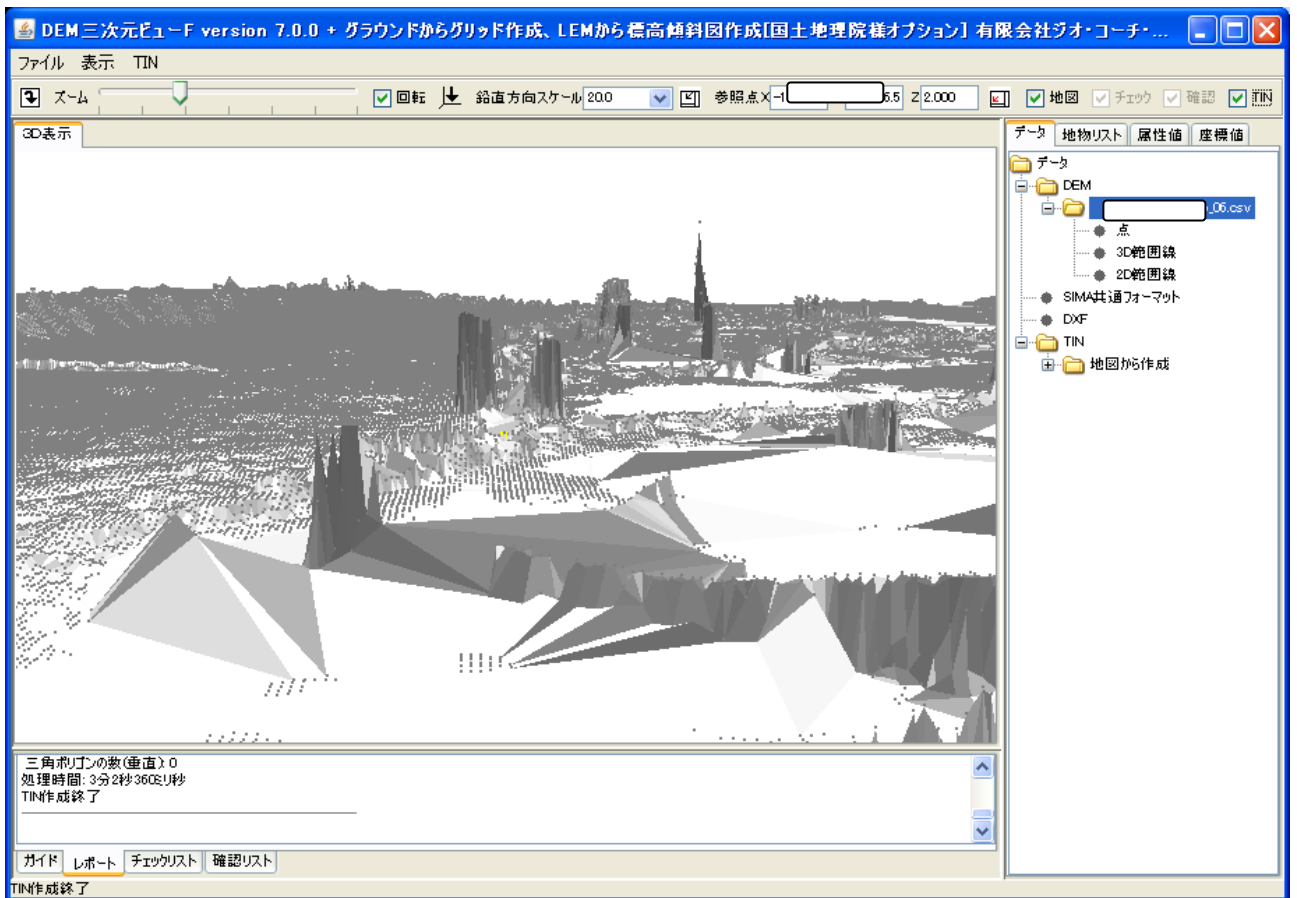 DEM三次元ビューF version 7.0.0 + グラウンドからグリッド作成、LEMから標高傾斜図作成[国土地理院様オプション] 有限会社ジオ・コーチ・...
ファイル 表示 TIN
ズーム 回転 鉛直方向スケール 20.0 参照点X -1 5.5 Z 2.000 地図 チェック 確認 TIN
3D表示
データ 地物リスト 属性値 座標値
データ
DEM
_06.csv
点
3D範囲線
2D範囲線
SIMA共通フォーマット
DXF
TIN
地図から作成
三角ポリゴンの数(垂直): 0
処理時間: 3分2秒360ミリ秒
TIN作成終了
ガイド レポート チェックリスト 確認リスト
TIN作成終了